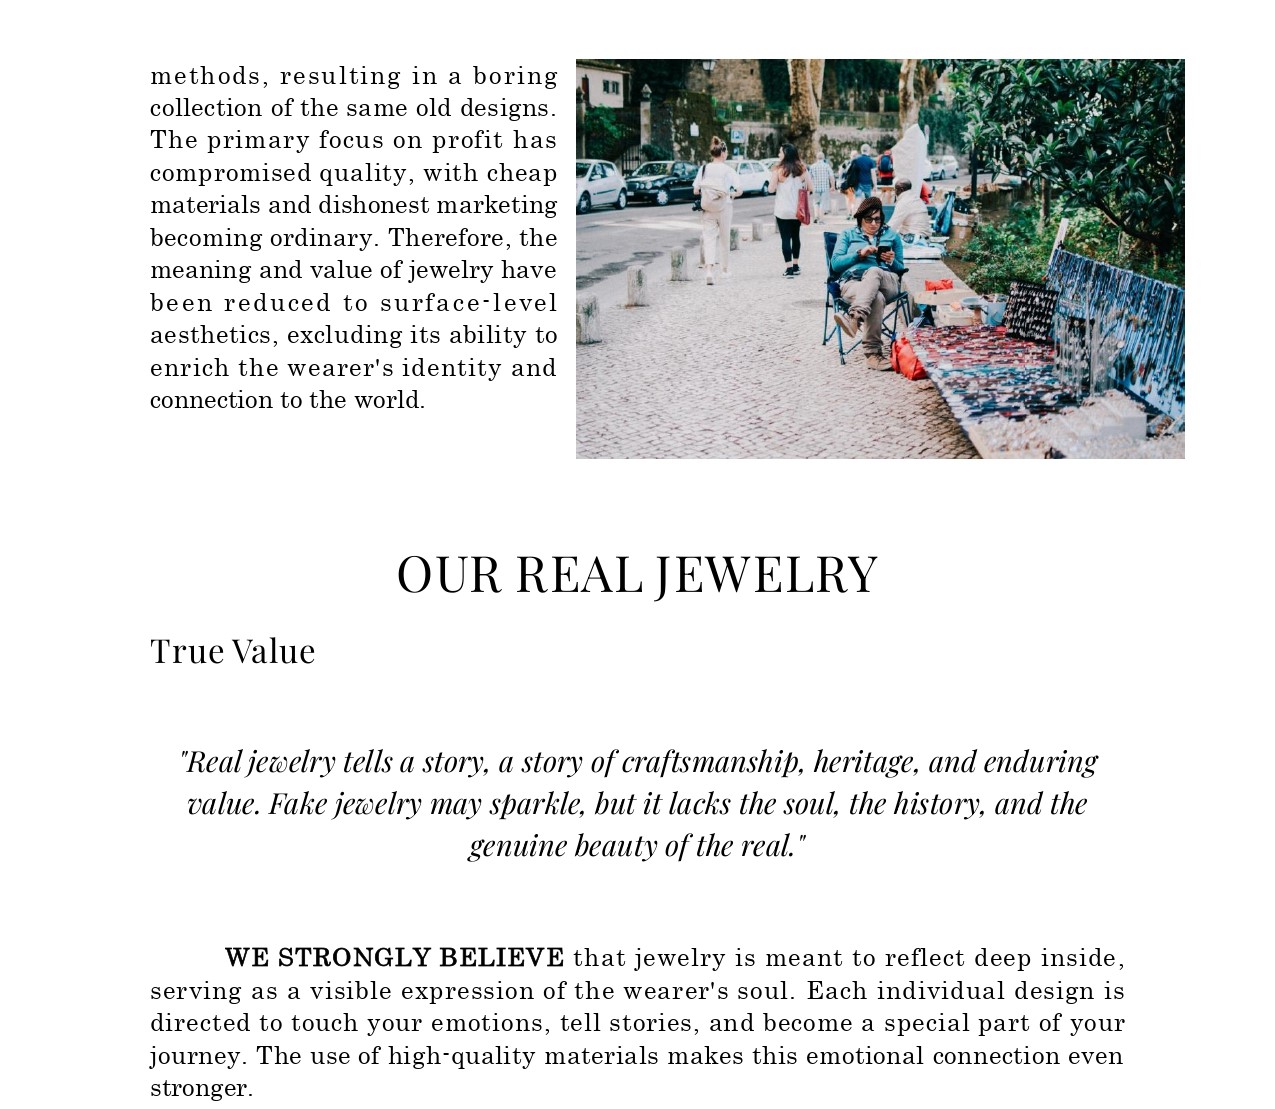 methods, resulting in a boring
collection of the same old designs.
The primary focus on profit has
compromised quality, with cheap
materials and dishonest marketing
becoming ordinary. Therefore, the
meaning and value of jewelry have
been reduced to surface-level
aesthetics, excluding its ability to
enrich the wearer's identity and
connection to the world.
OUR REAL JEWELRY
True Value
"Real jewelry tells a story, a story of craftsmanship, heritage, and enduring
value. Fake jewelry may sparkle, but it lacks the soul, the history, and the
genuine beauty of the real."
WE STRONGLY BELIEVE that jewelry is meant to reflect deep inside,
serving as a visible expression of the wearer's soul. Each individual design is
directed to touch your emotions, tell stories, and become a special part of your
journey. The use of high-quality materials makes this emotional connection even
stronger.